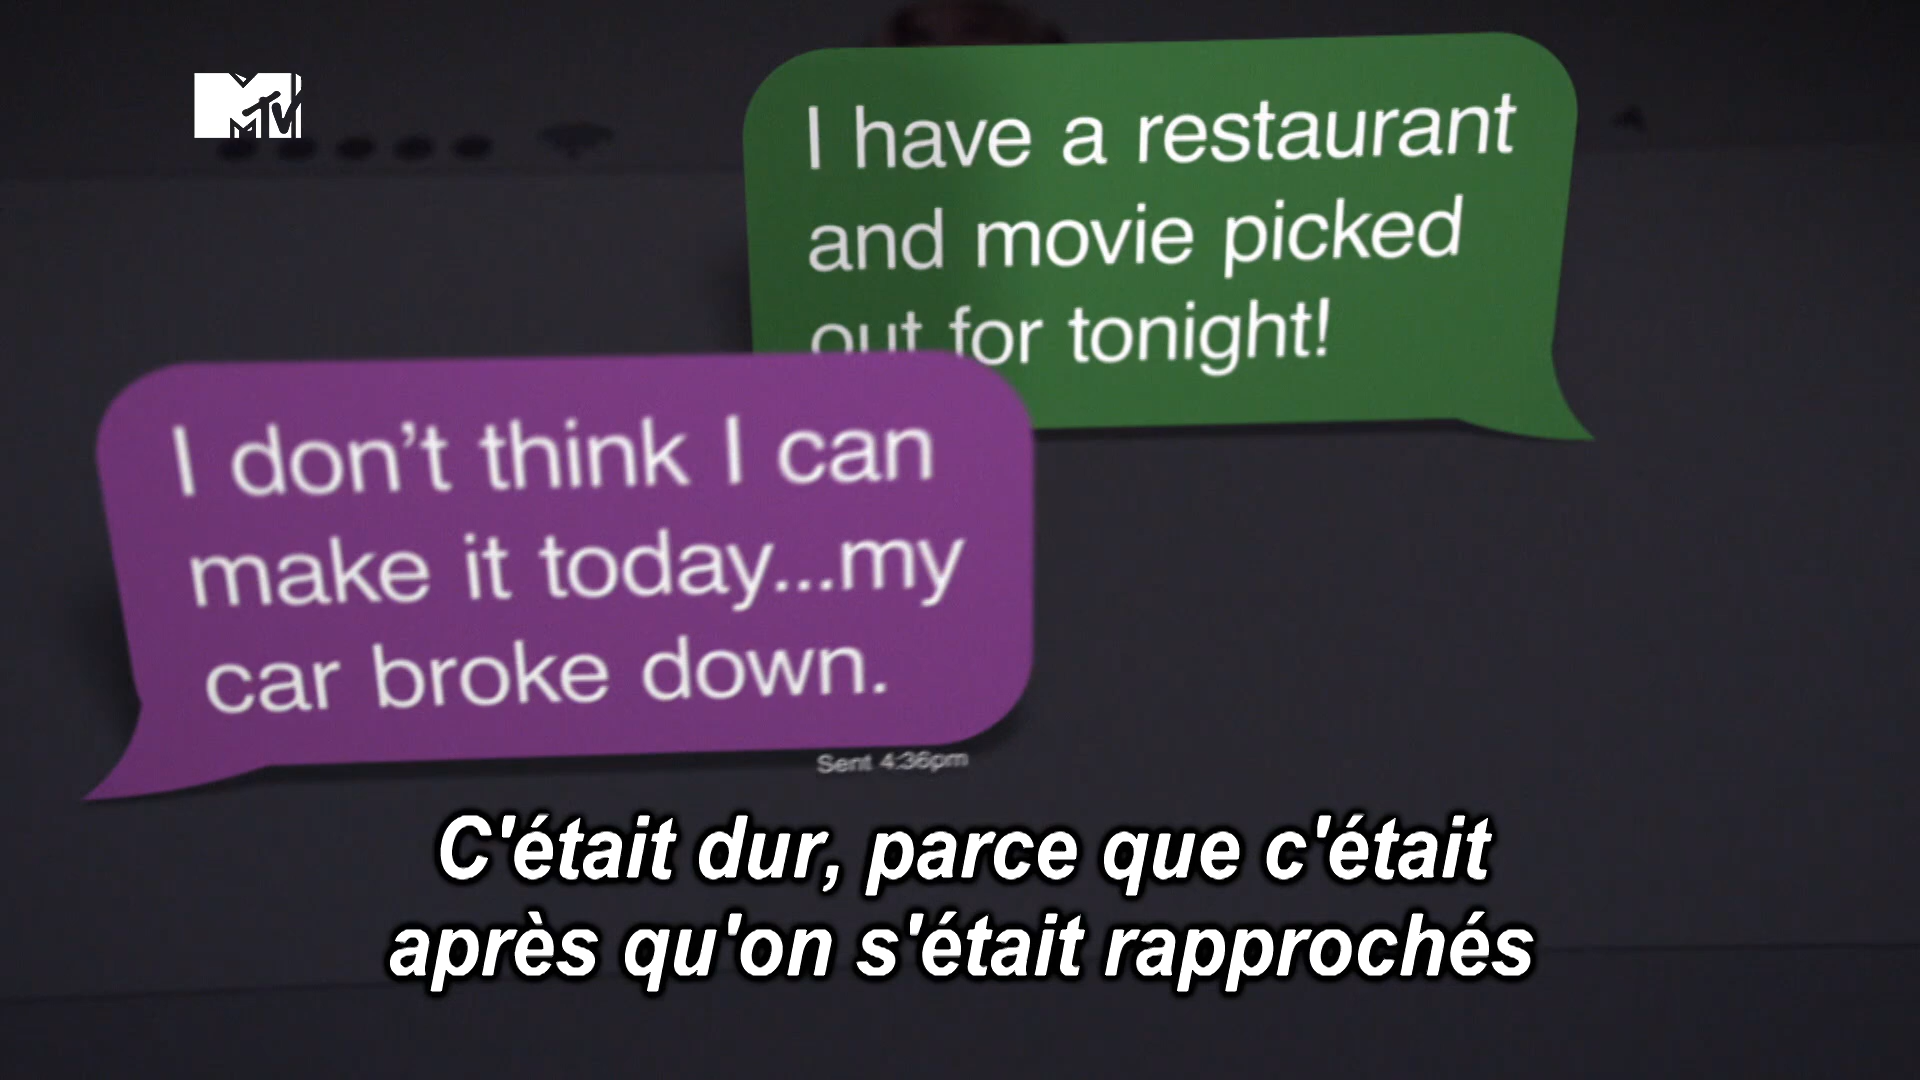 MTV
I have a restaurant
and movie picked
out for tonight!
I don't think I can
make it today...my
car broke down.
Sent 4:36pm
C'était dur, parce que c'était
après qu'on s'était rapprochés